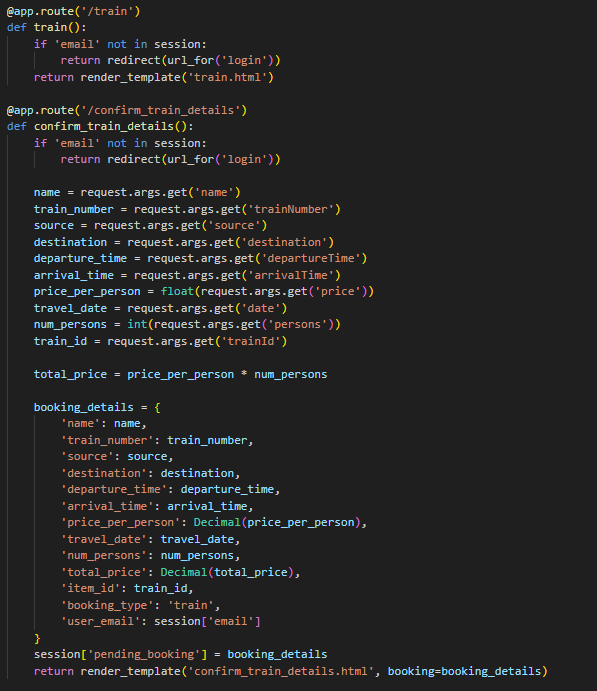 @app.route('/train')
def train():
    if 'email' not in session:
        return redirect(url_for('login'))
    return render_template('train.html')

@app.route('/confirm_train_details')
def confirm_train_details():
    if 'email' not in session:
        return redirect(url_for('login'))

    name = request.args.get('name')
    train_number = request.args.get('trainNumber')
    source = request.args.get('source')
    destination = request.args.get('destination')
    departure_time = request.args.get('departureTime')
    arrival_time = request.args.get('arrivalTime')
    price_per_person = float(request.args.get('price'))
    travel_date = request.args.get('date')
    num_persons = int(request.args.get('persons'))
    train_id = request.args.get('trainId')

    total_price = price_per_person * num_persons

    booking_details = {
        'name': name,
        'train_number': train_number,
        'source': source,
        'destination': destination,
        'departure_time': departure_time,
        'arrival_time': arrival_time,
        'price_per_person': Decimal(price_per_person),
        'travel_date': travel_date,
        'num_persons': num_persons,
        'total_price': Decimal(total_price),
        'item_id': train_id,
        'booking_type': 'train',
        'user_email': session['email']
    }
    session['pending_booking'] = booking_details
    return render_template('confirm_train_details.html', booking=booking_details)